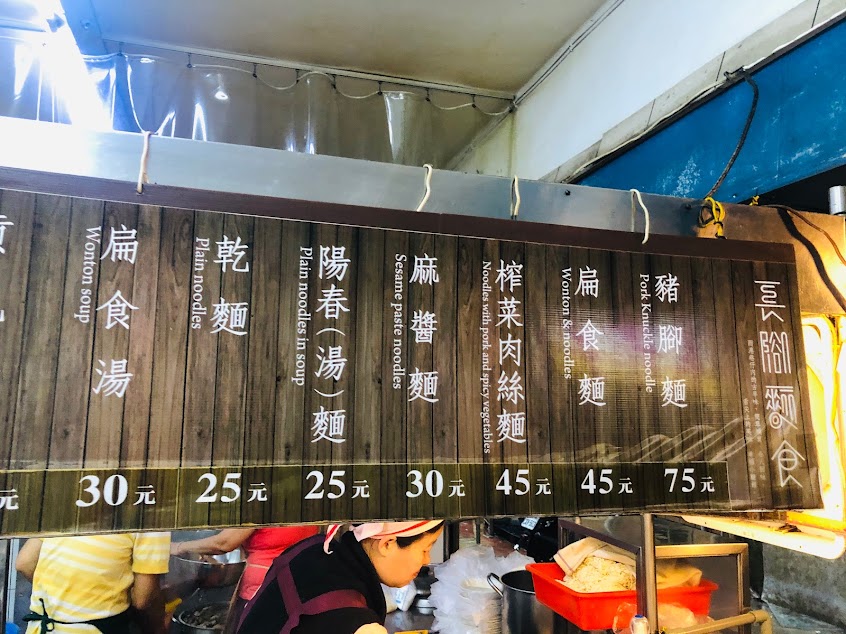 長腳麵食
豬腳麵
Pork Knuckle noodle
75元
扁食麵
Wonton & noodles
45元
榨菜肉絲麵
Noodles with pork and spicy vegetables
45元
麻醬麵
Sesame paste noodles
30元
陽春(湯)麵
Plain noodles in soup
25元
乾麵
Plain noodles
25元
扁食湯
Wonton soup
30元
元